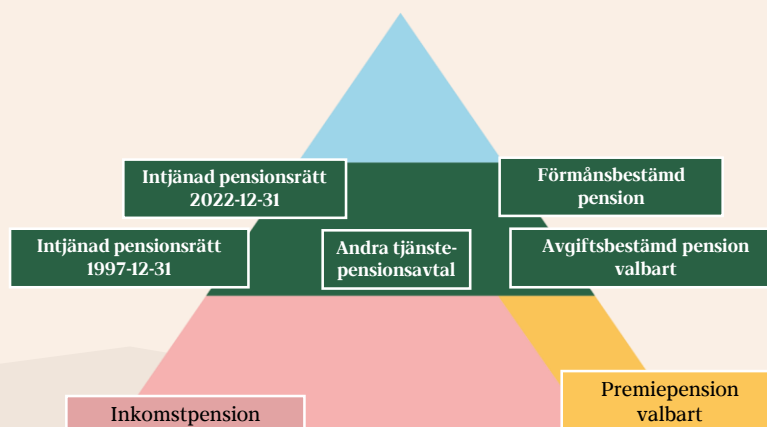 Intjänad pensionsrätt
2022-12-31
Förmånsbestämd
pension
Intjänad pensionsrätt
1997-12-31
Andra tjänste-
pensionsavtal
Avgiftsbestämd pension
valbart
Inkomstpension
Premiepension
valbart